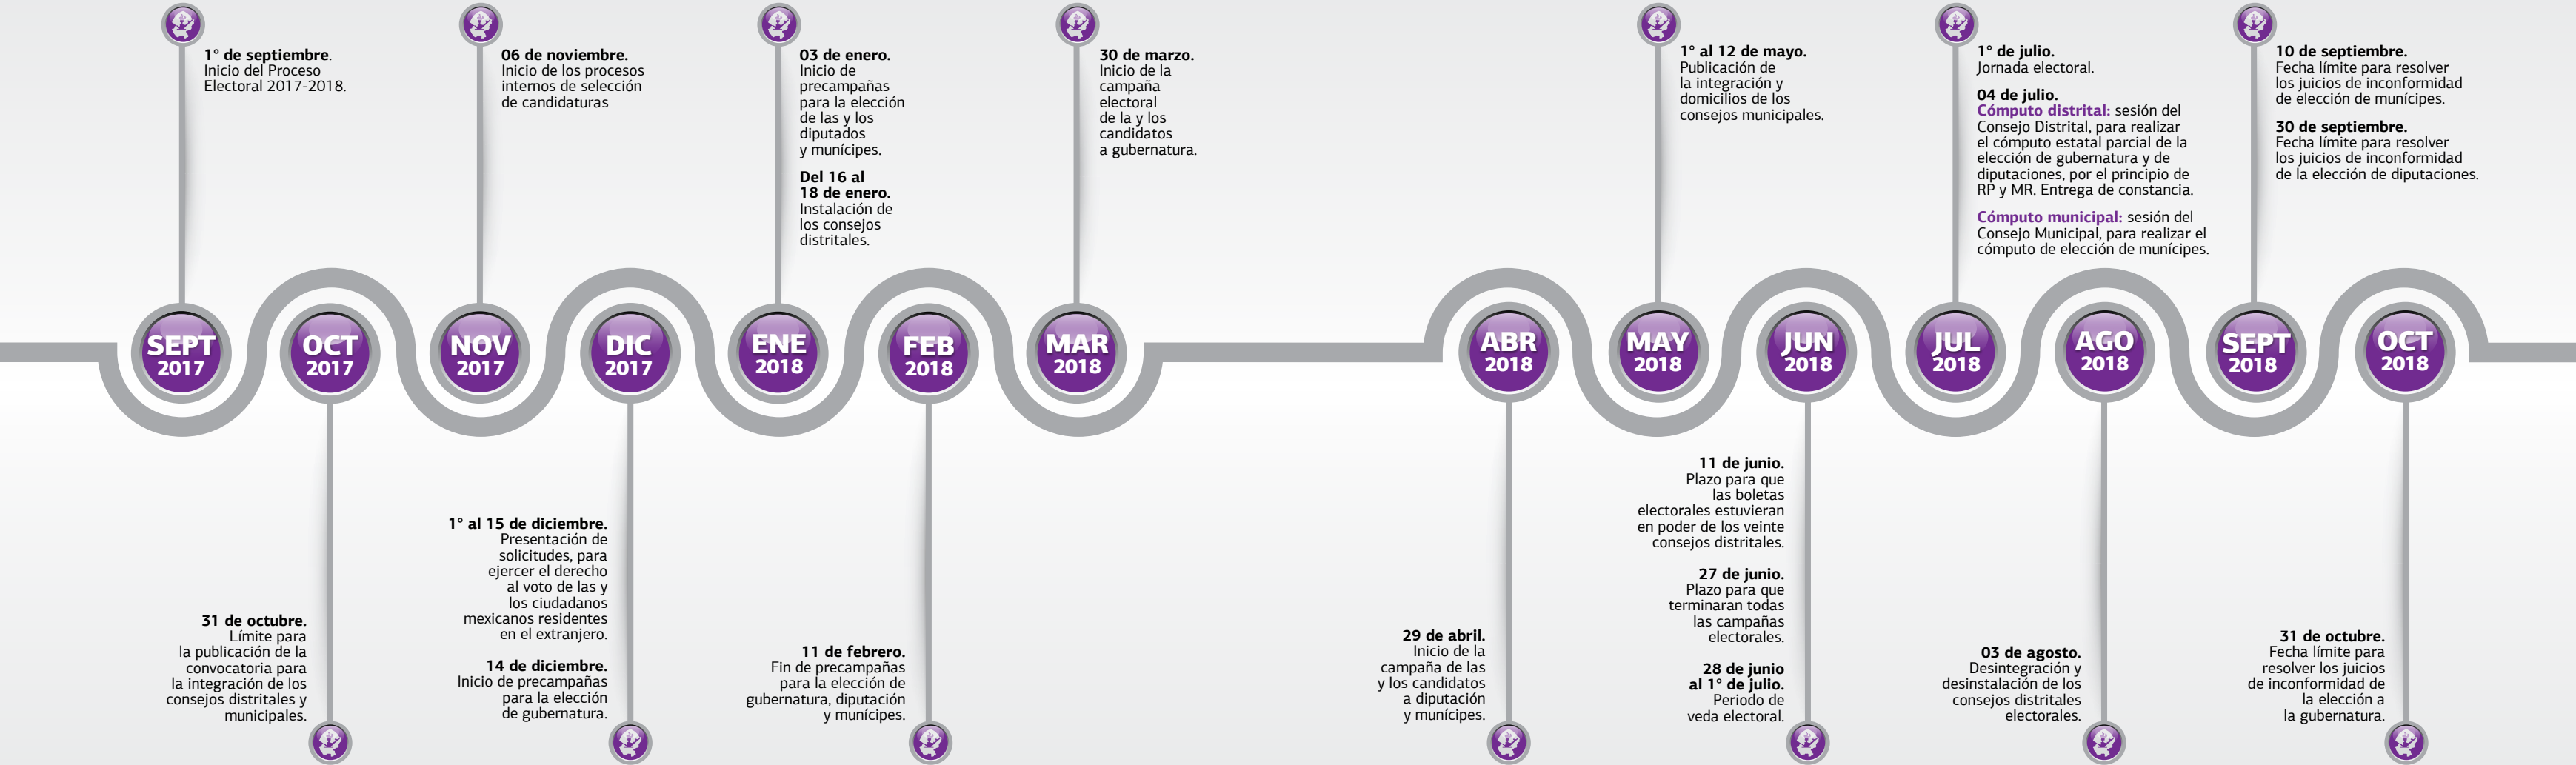 1° de septiembre.
Inicio del Proceso
Electoral 2017-2018.
06 de noviembre.
Inicio de los procesos
internos de selección
de candidaturas
03 de enero.
Inicio de
precampañas
para la elección
de las y los
diputados
y munícipes.
Del 16 al
18 de enero.
Instalación de
los consejos
distritales.
30 de marzo.
Inicio de la
campaña
electoral
de la y los
candidatos
a gubernatura.
1° al 12 de mayo.
Publicación de
la integración y
domicilios de los
consejos municipales.
1° de julio.
Jornada electoral.
04 de julio.
Cómputo distrital: sesión del
Consejo Distrital, para realizar
el cómputo estatal parcial de la
elección de gubernatura y de
diputaciones, por el principio de
RP y MR. Entrega de constancia.
Cómputo municipal: sesión del
Consejo Municipal, para realizar el
cómputo de elección de munícipes.
10 de septiembre.
Fecha límite para resolver
los juicios de inconformidad
de elección de munícipes.
30 de septiembre.
Fecha límite para resolver
los juicios de inconformidad
de la elección de diputaciones.
SEPT
2017
OCT
2017
NOV
2017
DIC
2017
ENE
2018
FEB
2018
MAR
2018
ABR
2018
MAY
2018
JUN
2018
JUL
2018
AGO
2018
SEPT
2018
OCT
2018
31 de octubre.
Límite para
la publicación de la
convocatoria para
la integración de los
consejos distritales y
municipales.
1° al 15 de diciembre.
Presentación de
solicitudes, para
ejercer el derecho
al voto de las y
los ciudadanos
mexicanos residentes
en el extranjero.
14 de diciembre.
Inicio de precampañas
para la elección
de gubernatura.
11 de febrero.
Fin de precampañas
para la elección de
gubernatura, diputación
y munícipes.
29 de abril.
Inicio de la
campaña de las
y los candidatos
a diputación
y munícipes.
11 de junio.
Plazo para que
las boletas
electorales estuvieran
en poder de los veinte
consejos distritales.
27 de junio.
Plazo para que
terminaran todas
las campañas
electorales.
28 de junio
al 1° de julio.
Periodo de
veda electoral.
03 de agosto.
Desintegración y
desinstalación de los
consejos distritales
electorales.
31 de octubre.
Fecha límite para
resolver los juicios
de inconformidad de
la elección a
la gubernatura.